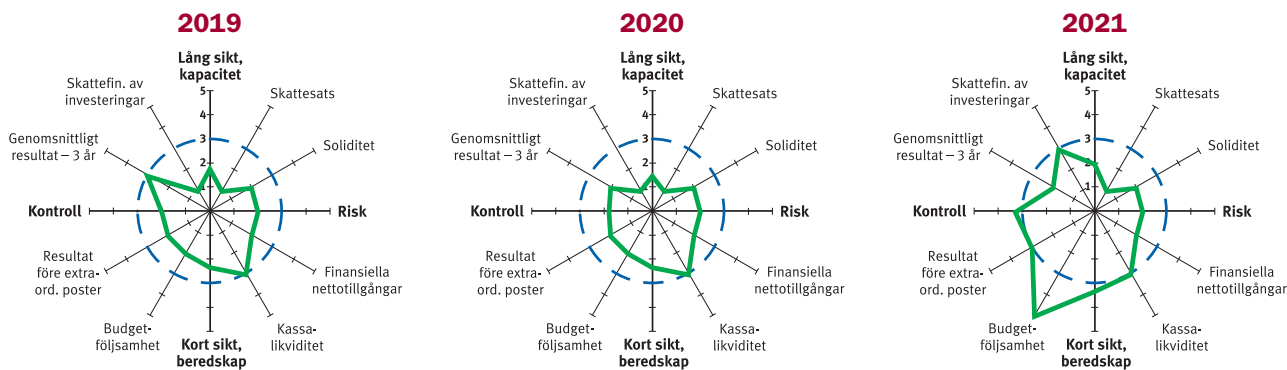 2019
Lång sikt,
kapacitet
Skattefin. av
investeringar
Skattesats
Genomsnittligt
resultat – 3 år
Soliditet
5
4
3
2
1
Kontroll
Risk
Resultat
före extra-
ord. poster
Finansiella
nettotillgångar
Budget-
följsamhet
Kassa-
likviditet
Kort sikt,
beredskap
2020
Lång sikt,
kapacitet
Skattefin. av
investeringar
Skattesats
Genomsnittligt
resultat – 3 år
Soliditet
5
4
3
2
1
Kontroll
Risk
Resultat
före extra-
ord. poster
Finansiella
nettotillgångar
Budget-
följsamhet
Kassa-
likviditet
Kort sikt,
beredskap
2021
Lång sikt,
kapacitet
Skattefin. av
investeringar
Skattesats
Genomsnittligt
resultat – 3 år
Soliditet
5
4
3
2
1
Kontroll
Risk
Resultat
före extra-
ord. poster
Finansiella
nettotillgångar
Budget-
följsamhet
Kassa-
likviditet
Kort sikt,
beredskap